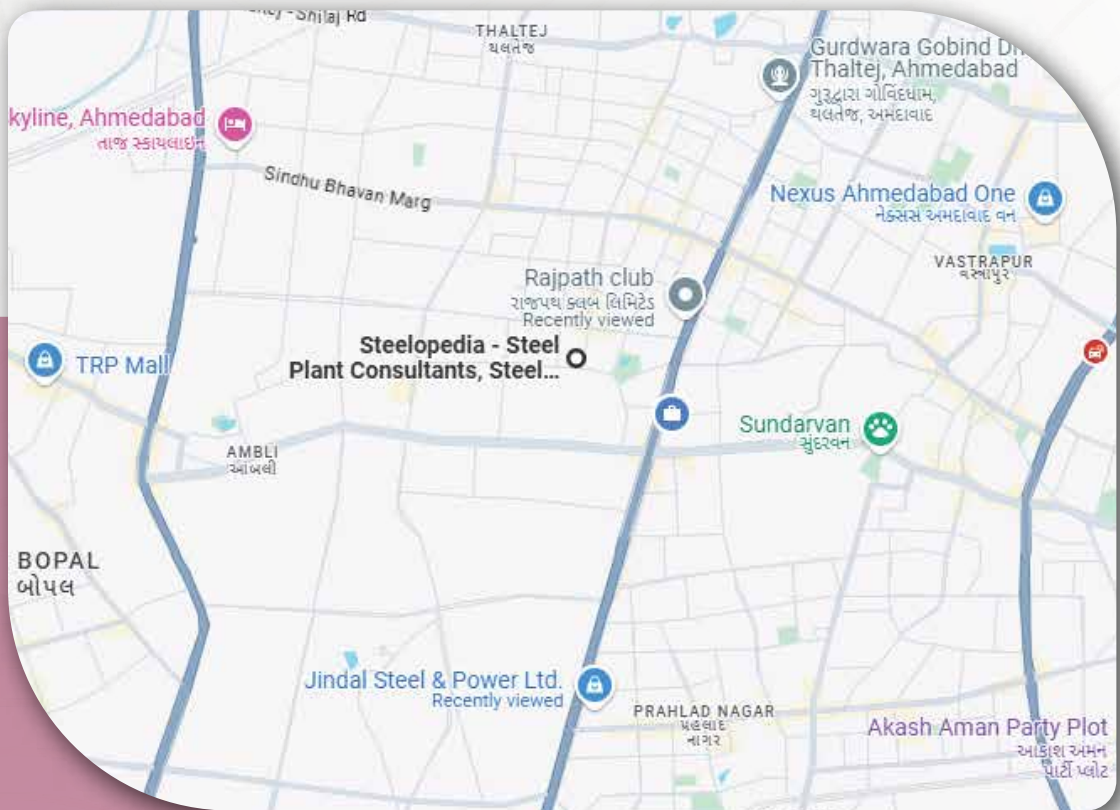 -Shilaj Rd
THALTEJ
થલતેજ
Gurdwara Gobind
Thaltej, Ahmedabad
ગુરુદ્વારા ગોવિંદધામ,
થલતેજ, અમદાવાદ
kyline, Ahmedabad
તાજ સ્કાયલાઇન
Sindhu Bhavan Marg
Nexus Ahmedabad One
નેક્સસ અમદાવાદ વન
VASTRAPUR
વસ્ત્રાપુર
Rajpath club
રાજપથ ક્લબ લિમિટેડ
Recently viewed
Steelopedia - Steel
Plant Consultants, Steel...
TRP Mall
Sundarvan
સુંદરવન
AMBLI
આંબલી
BOPAL
બોપલ
Jindal Steel & Power Ltd.
Recently viewed
PRAHLAD NAGAR
પ્રહલાદ
નાગર
Akash Aman Party Plot
આકાશ અમન
પાર્ટી પ્લોટ